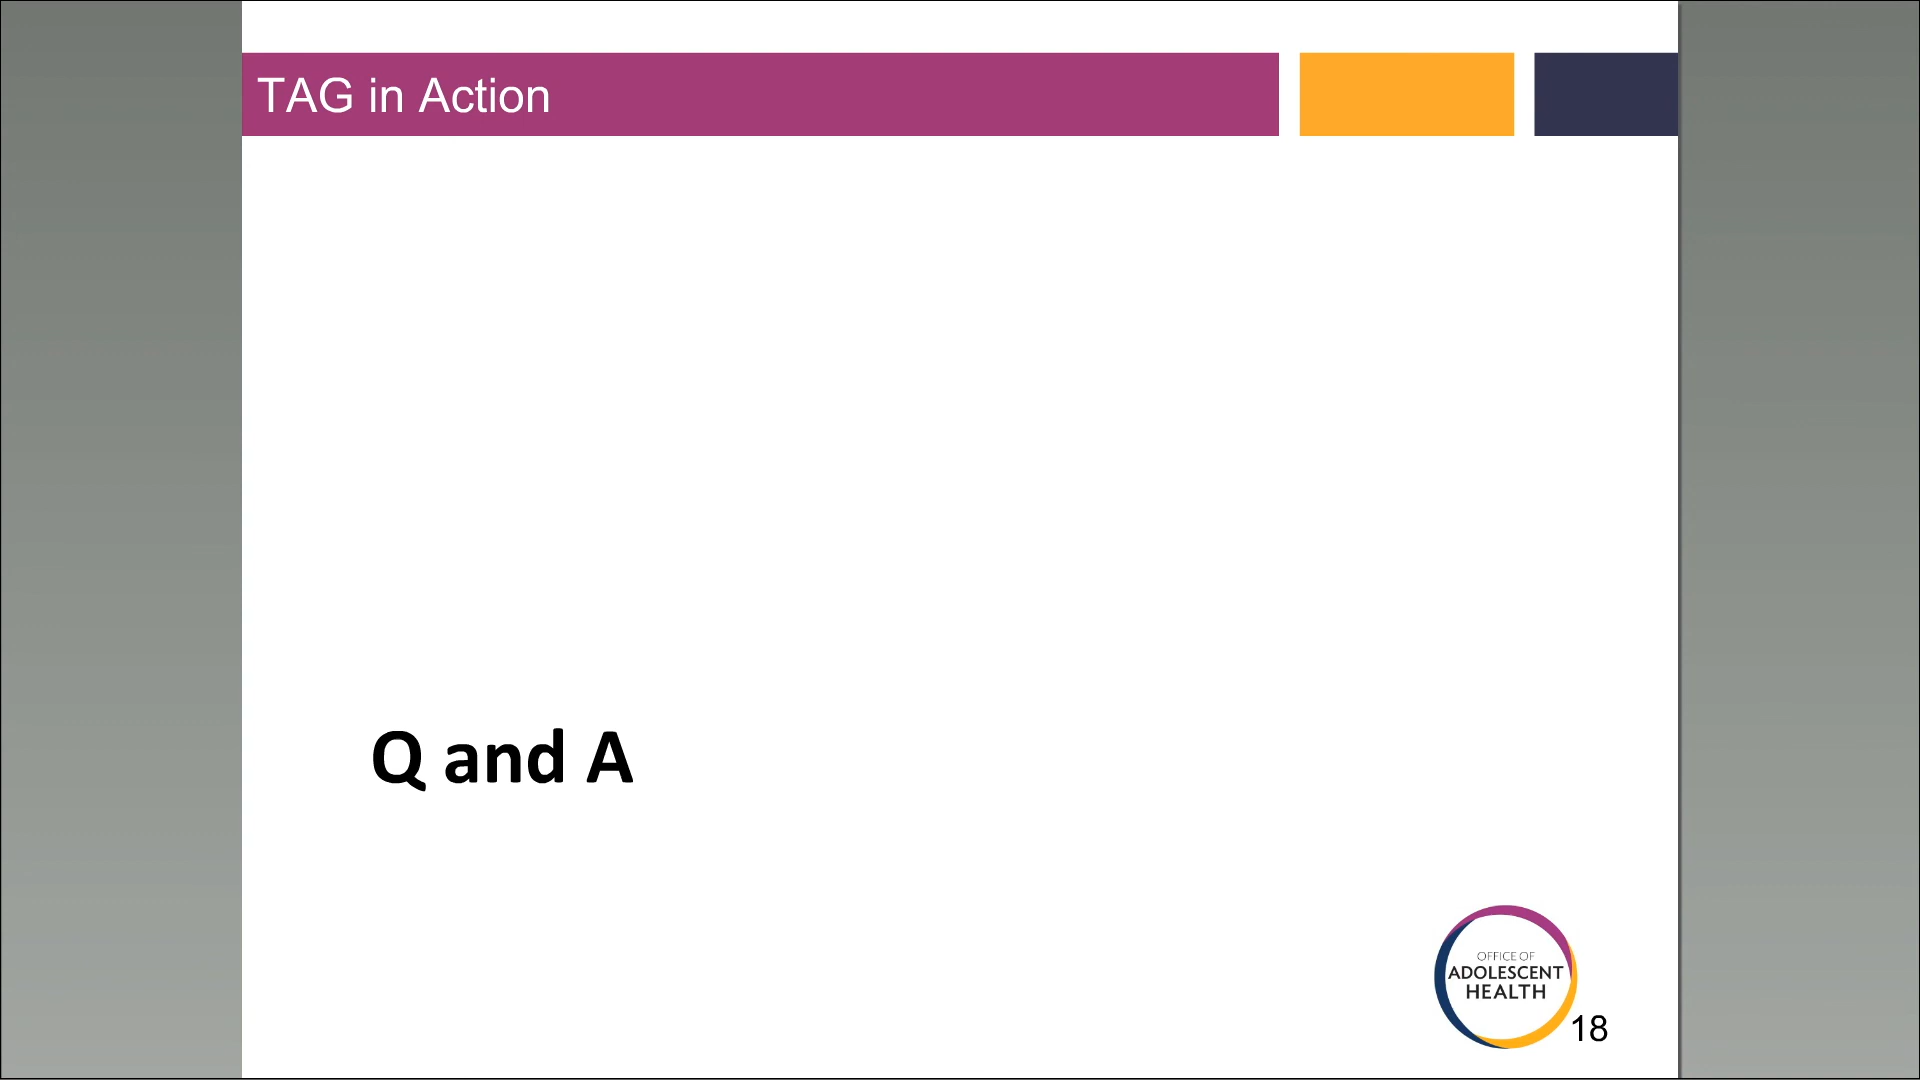 TAG in Action
Q and A
OFFICE OF
ADOLESCENT
HEALTH
18